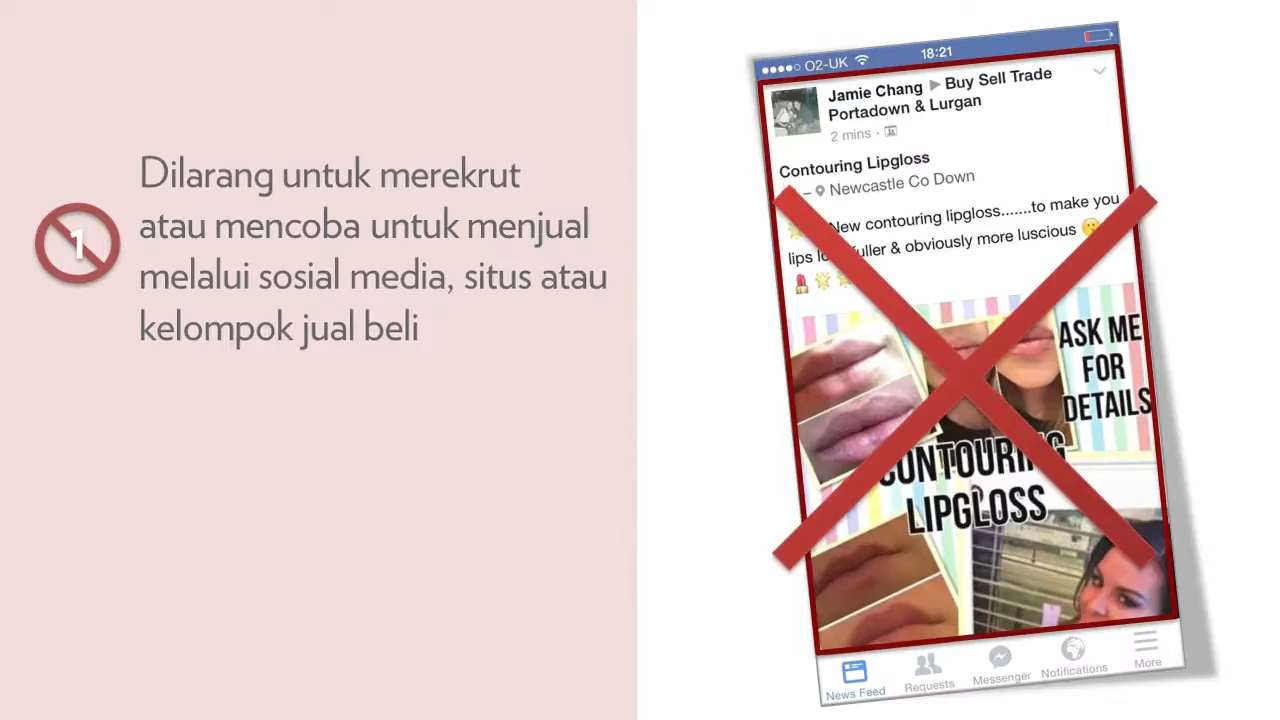 Dilarang untuk merekrut
atau mencoba untuk menjual
melalui sosial media, situs atau
kelompok jual beli
1
O2-UK
18:21
Jamie Chang ▶ Buy Sell Trade
Portadown & Lurgan
2 mins ·
Contouring Lipgloss
– Newcastle Co Down
New contouring lipgloss.......to make you
lips fuller & obviously more luscious
ASK ME
FOR
DETAILS
CONTOURING
LIPGLOSS
News Feed
Requests
Messenger
Notifications
More